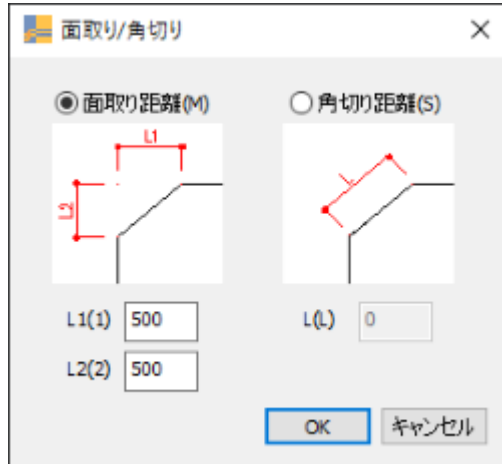 面取り/角切り
面取り距離(M)
角切り距離(S)
L1
L2
L
L1(1) 500
L(L) 0
L2(2) 500
OK
キャンセル